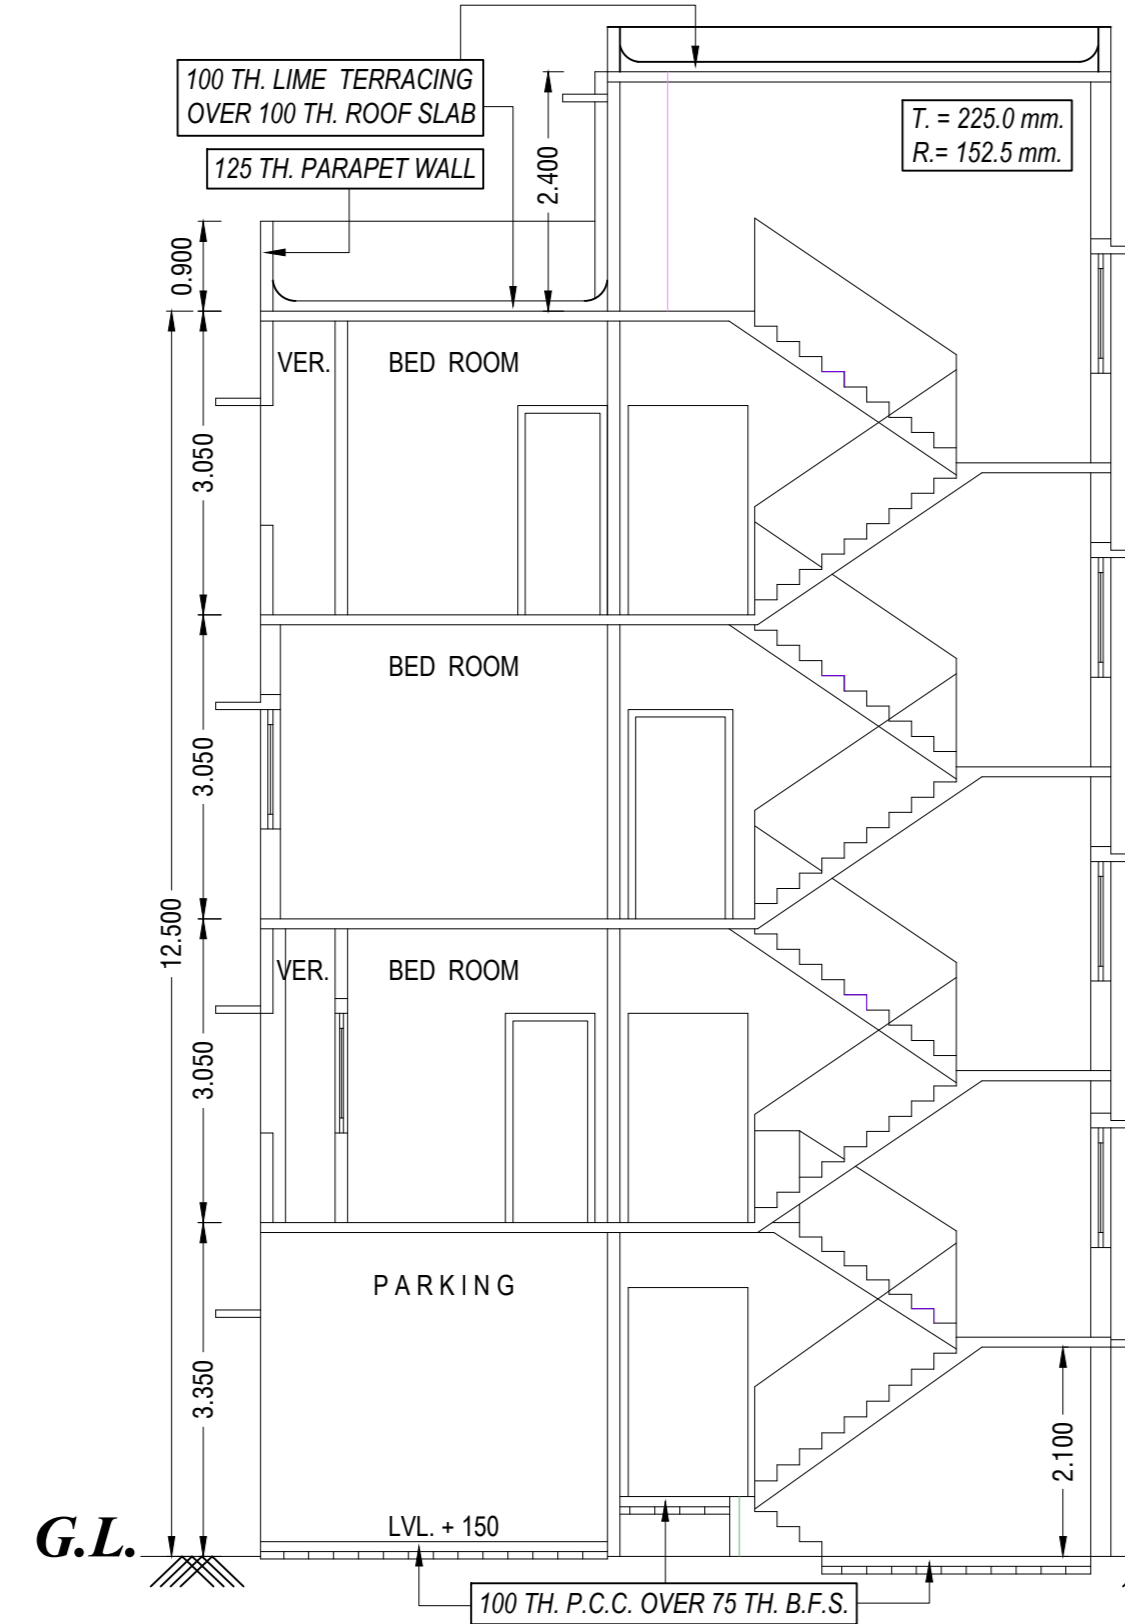 100 TH. LIME TERRACING
OVER 100 TH. ROOF SLAB
T. = 225.0 mm.
R.= 152.5 mm.
125 TH. PARAPET WALL
2.400
0.900
VER.
BED ROOM
3.050
BED ROOM
3.050
12.500
VER.
BED ROOM
3.050
PARKING
3.350
2.100
LVL. + 150
G.L.
100 TH. P.C.C. OVER 75 TH. B.F.S.